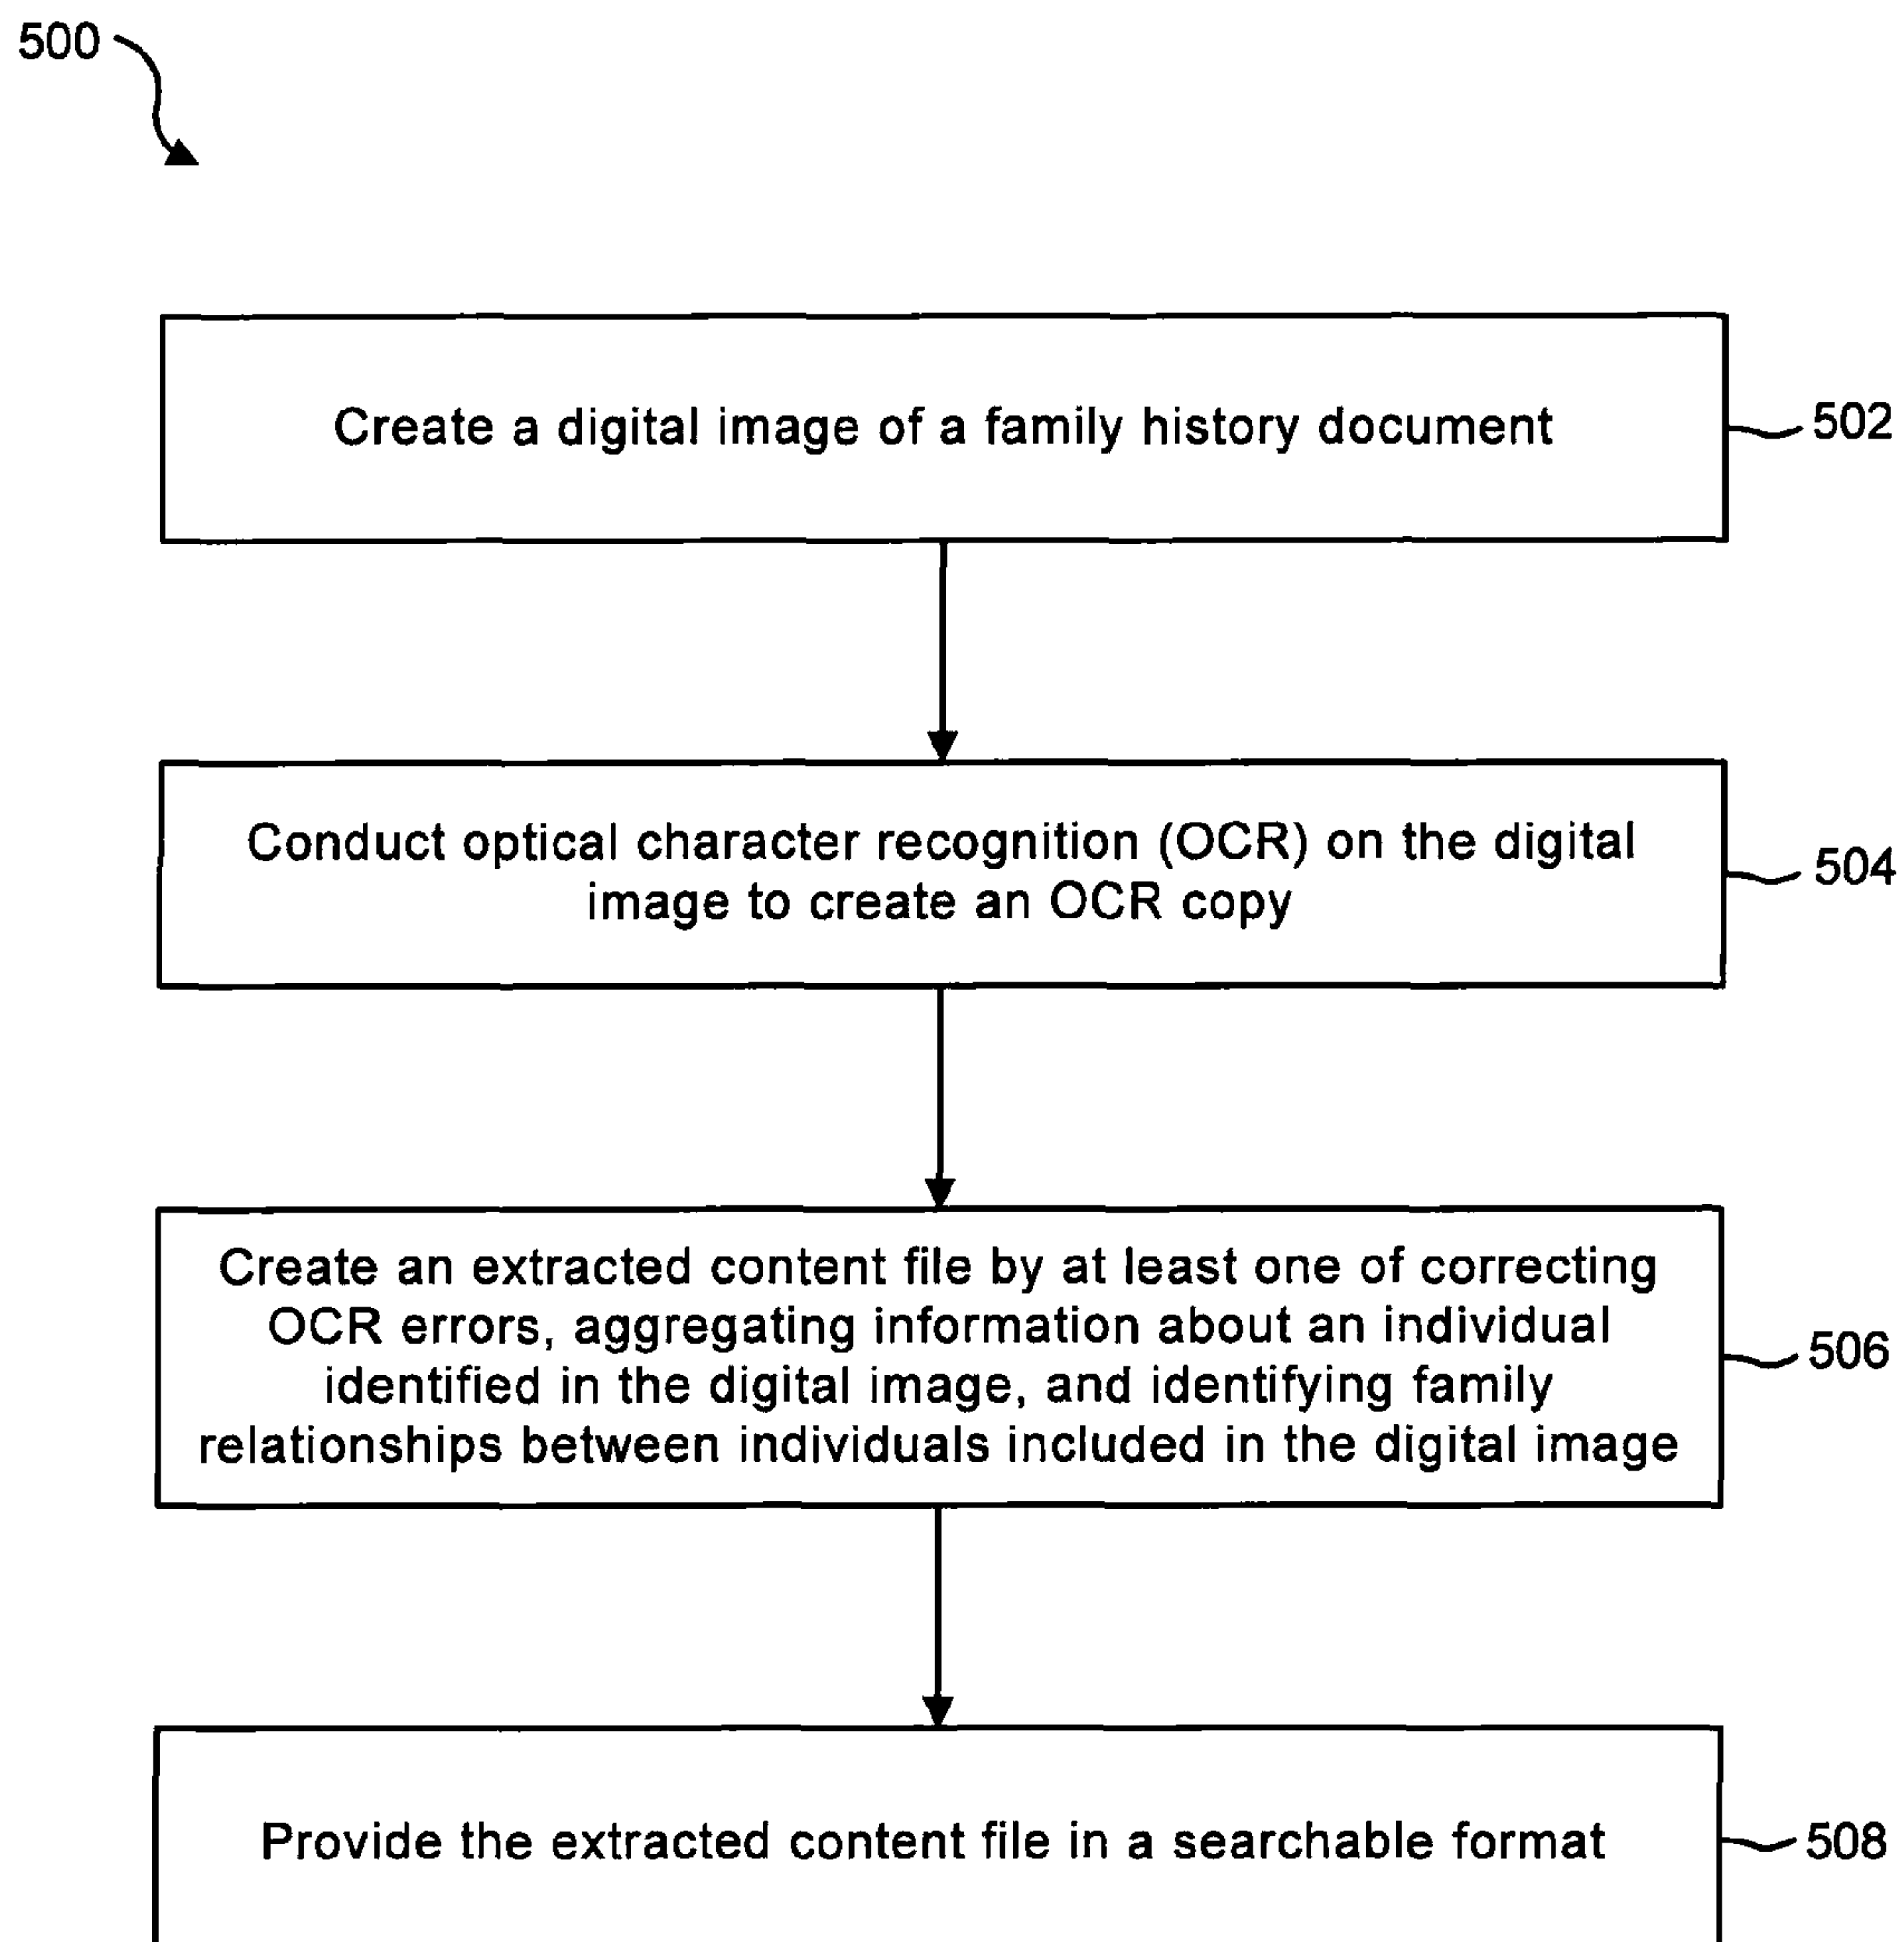 500
Create a digital image of a family history document
502
Conduct optical character recognition (OCR) on the digital
image to create an OCR copy
504
Create an extracted content file by at least one of correcting
OCR errors, aggregating information about an individual
identified in the digital image, and identifying family
relationships between individuals included in the digital image
506
Provide the extracted content file in a searchable format
508